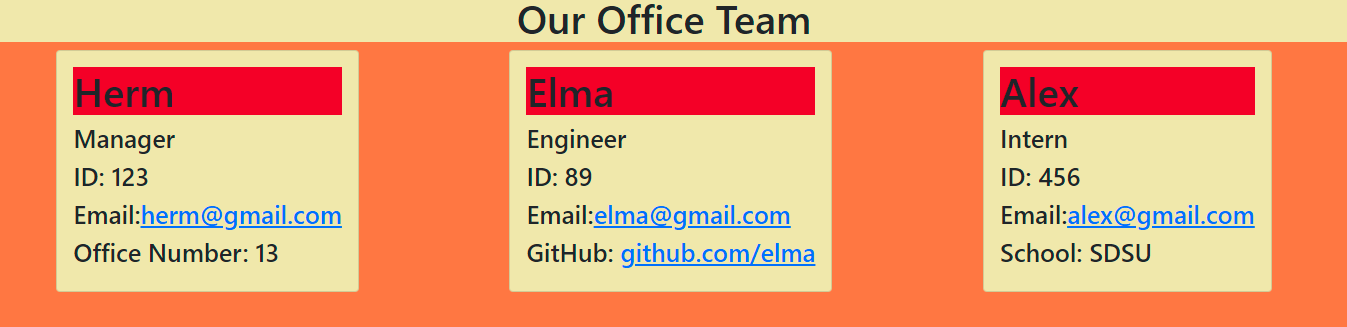 Our Office Team
Herm
Manager
ID: 123
Email:herm@gmail.com
Office Number: 13
Elma
Engineer
ID: 89
Email:elma@gmail.com
GitHub: github.com/elma
Alex
Intern
ID: 456
Email:alex@gmail.com
School: SDSU